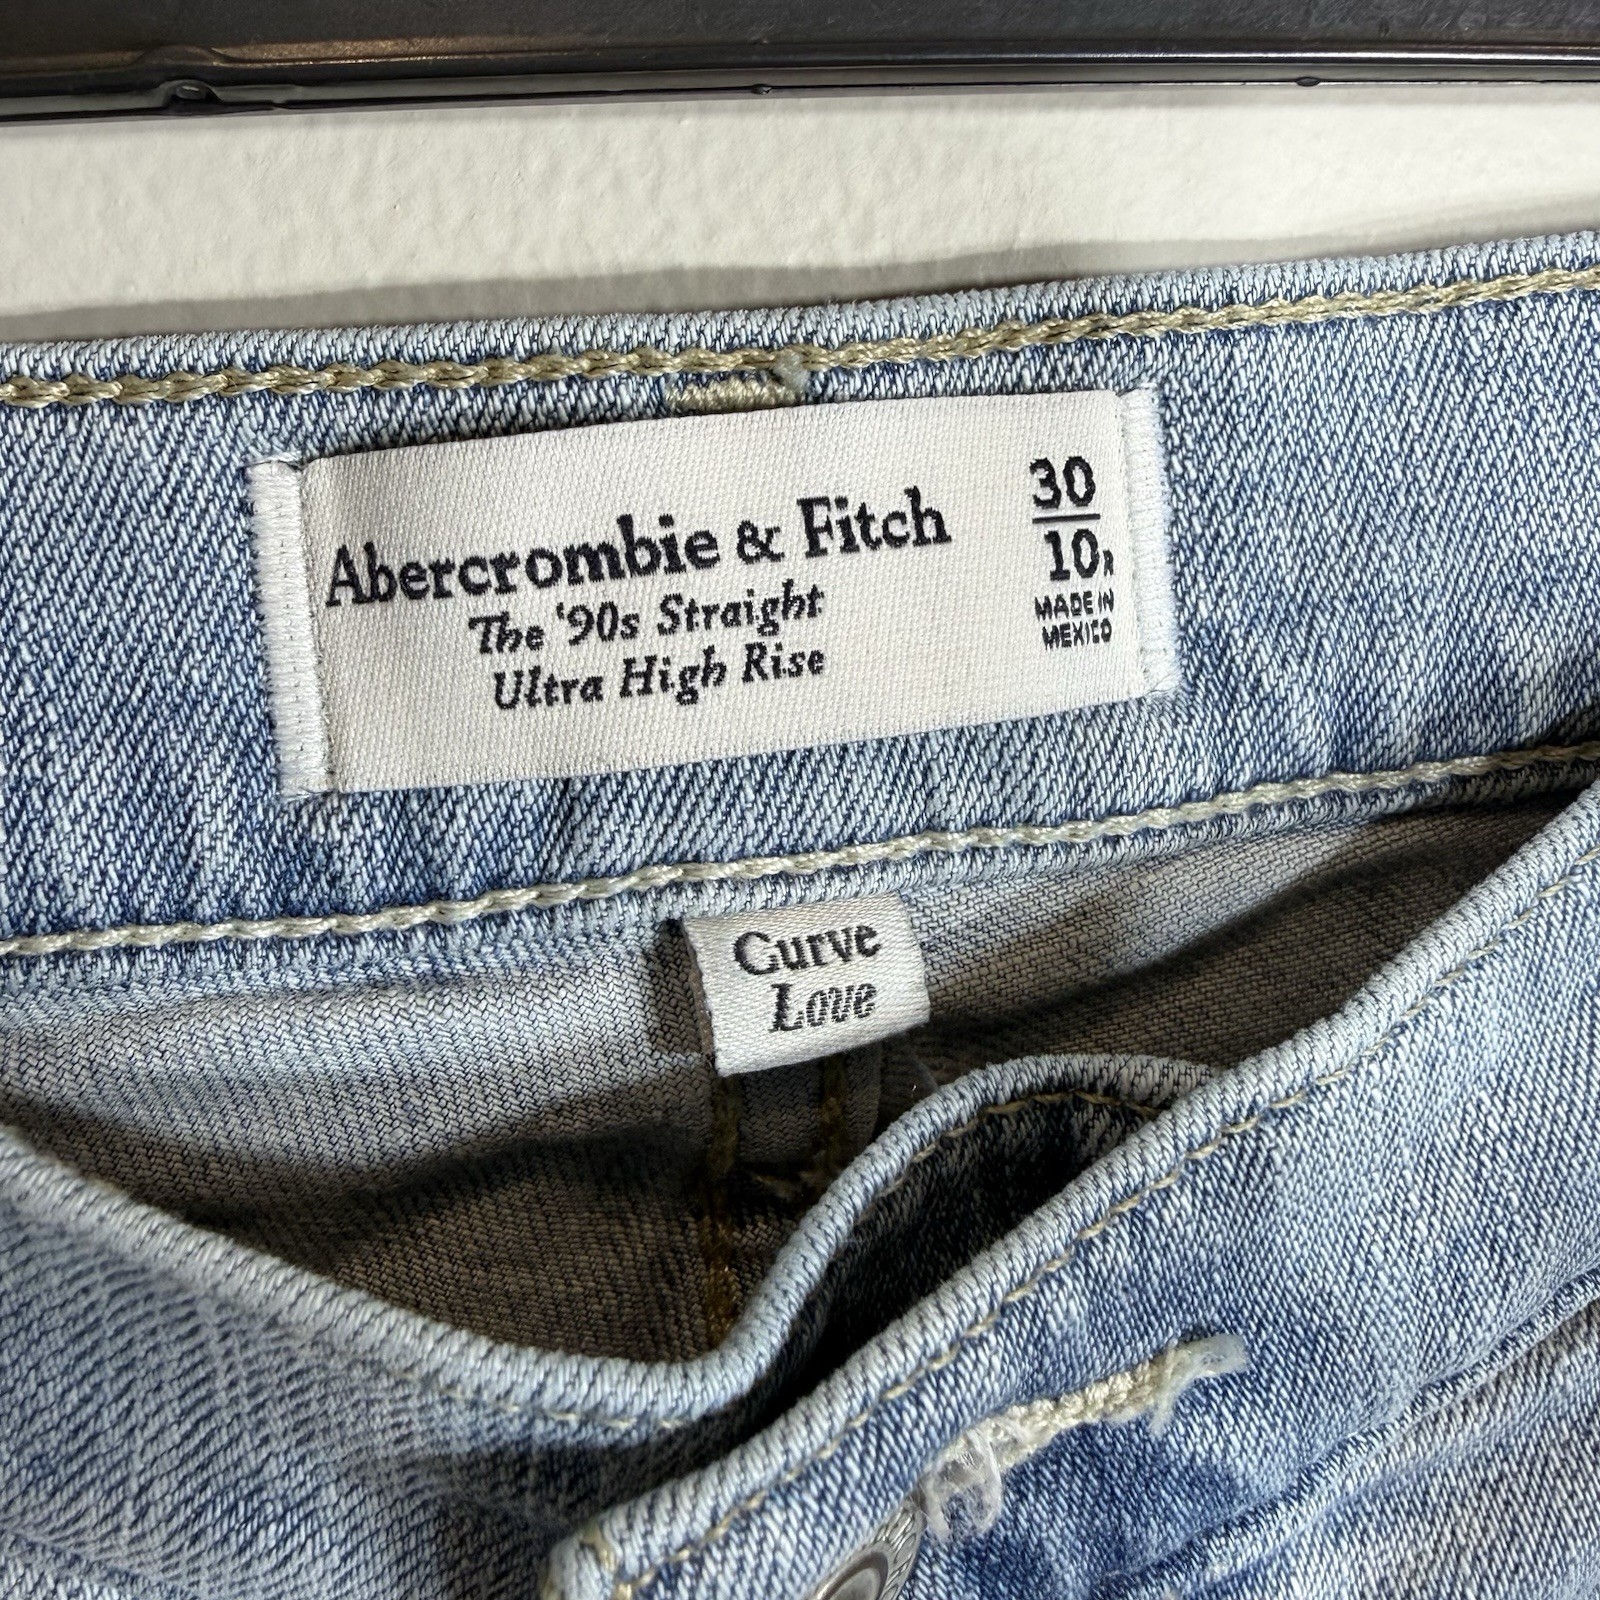 Abercrombie & Fitch
The '90s Straight
Ultra High Rise
30
10R
MADE IN
MEXICO
Curve
Love